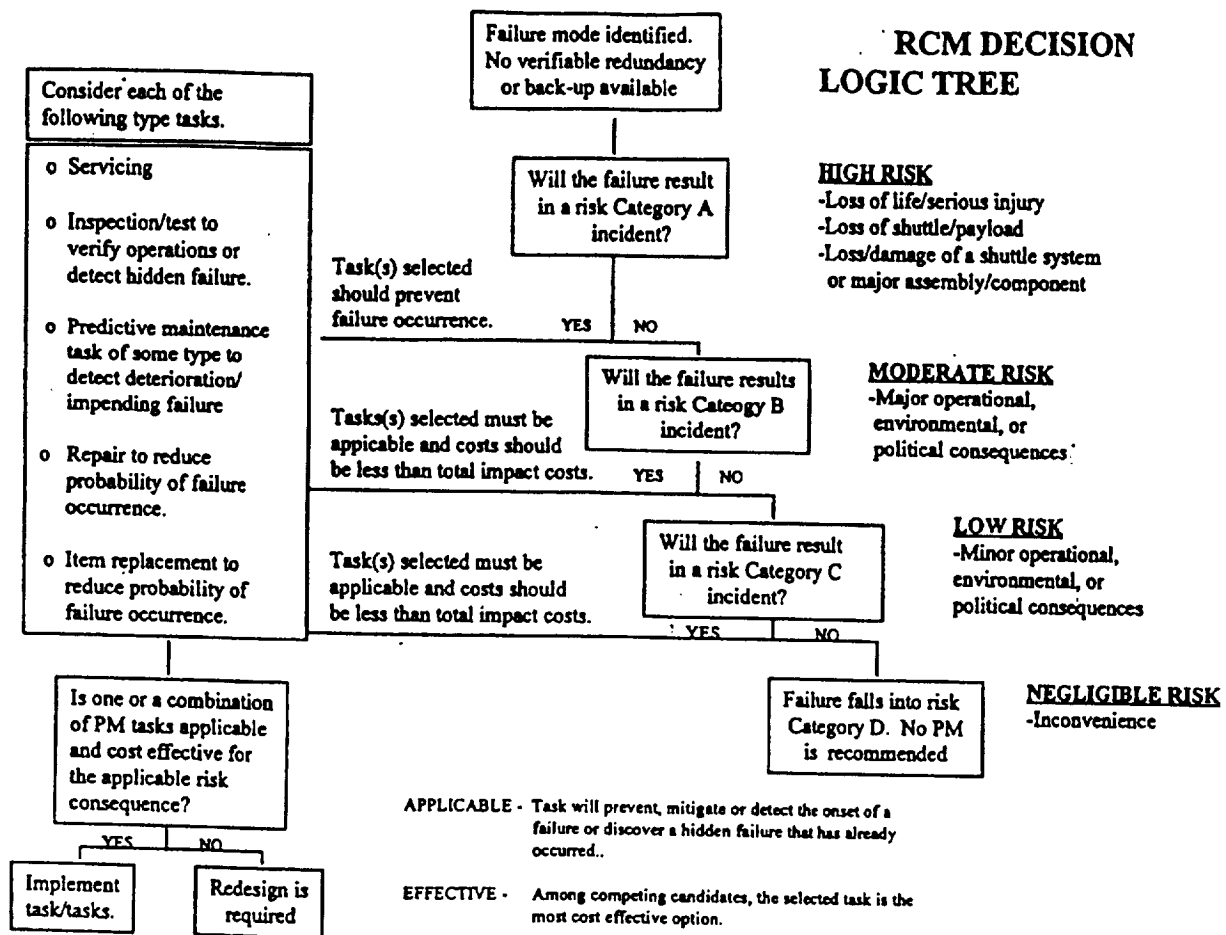 RCM DECISION
LOGIC TREE
Failure mode identified.
No verifiable redundancy
or back-up available
Consider each of the
following type tasks.
o Servicing
o Inspection/test to
verify operations or
detect hidden failure.
o Predictive maintenance
task of some type to
detect deterioration/
impending failure
o Repair to reduce
probability of failure
occurrence.
o Item replacement to
reduce probability of
failure occurrence.
Will the failure result
in a risk Category A
incident?
HIGH RISK
-Loss of life/serious injury
-Loss of shuttle/payload
-Loss/damage of a shuttle system
or major assembly/component
Task(s) selected
should prevent
failure occurrence.
YES NO
Will the failure results
in a risk Cateogy B
incident?
MODERATE RISK
-Major operational,
environmental, or
political consequences
Tasks(s) selected must be
appicable and costs should
be less than total impact costs.
YES NO
Will the failure result
in a risk Category C
incident?
LOW RISK
-Minor operational,
environmental, or
political consequences
Task(s) selected must be
applicable and costs should
be less than total impact costs.
YES NO
Failure falls into risk
Category D. No PM
is recommended
NEGLIGIBLE RISK
-Inconvenience
Is one or a combination
of PM tasks applicable
and cost effective for
the applicable risk
consequence?
YES NO
Implement
task/tasks.
Redesign is
required
APPLICABLE - Task will prevent, mitigate or detect the onset of a
failure or discover a hidden failure that has already
occurred..
EFFECTIVE - Among competing candidates, the selected task is the
most cost effective option.